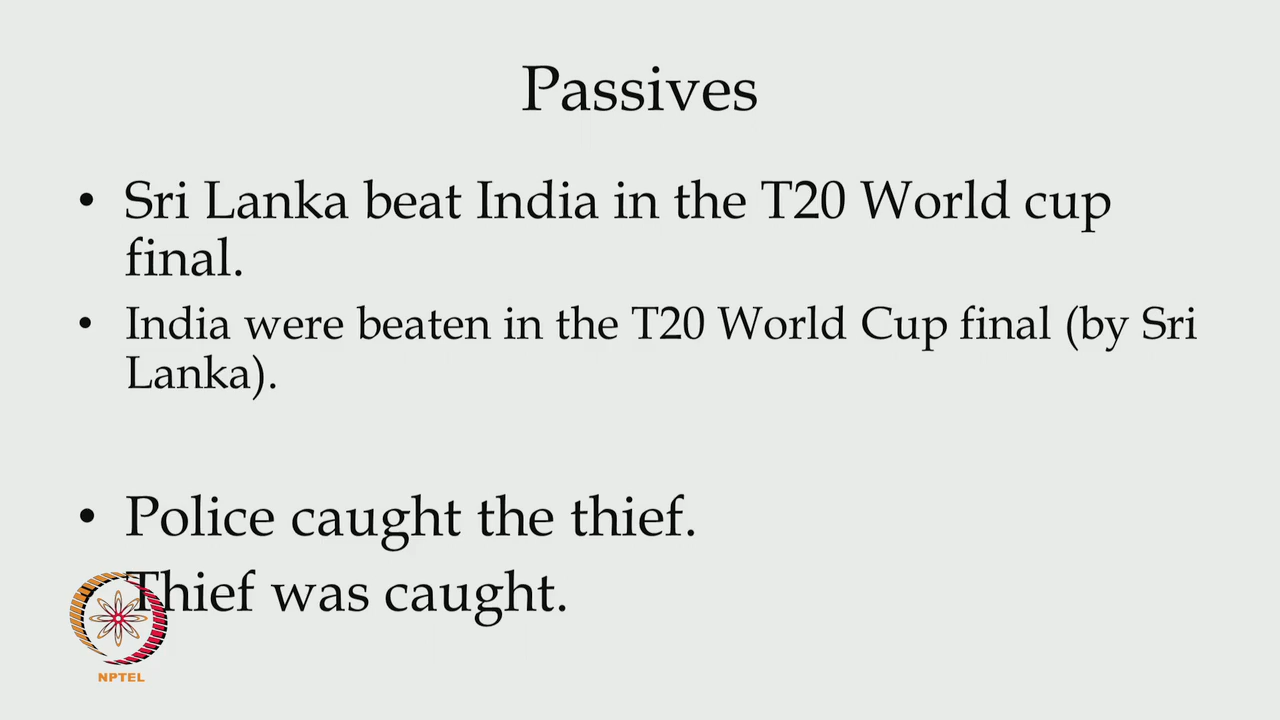 Passives
• Sri Lanka beat India in the T20 World cup
final.
• India were beaten in the T20 World Cup final (by Sri
Lanka).
• Police caught the thief.
Thief was caught.
NPTEL